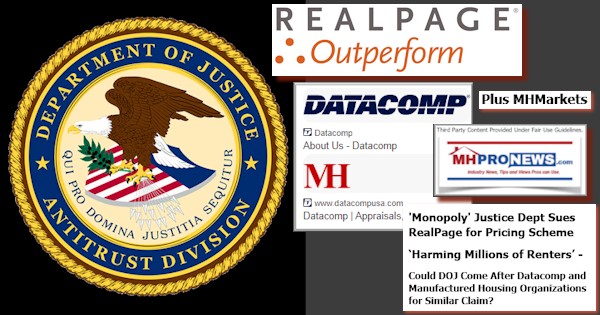 DEPARTMENT OF JUSTICE
QUI PRO DOMINA JUSTITIA SEQUITUR
ANTITRUST DIVISION
REALPAGE®
Outperform
DATACOMP®
Datacomp
About Us - Datacomp
MH
www.datacompusa.com
Datacomp | Appraisals,
Plus MHMarkets
Third Party Content Provided Under Fair Use Guidelines.
MHPRONEWS.com
Industry News, Tips and Views Pros can Use.
'Monopoly' Justice Dept Sues
RealPage for Pricing Scheme
‘Harming Millions of Renters’ -
Could DOJ Come After Datacomp and
Manufactured Housing Organizations
for Similar Claim?